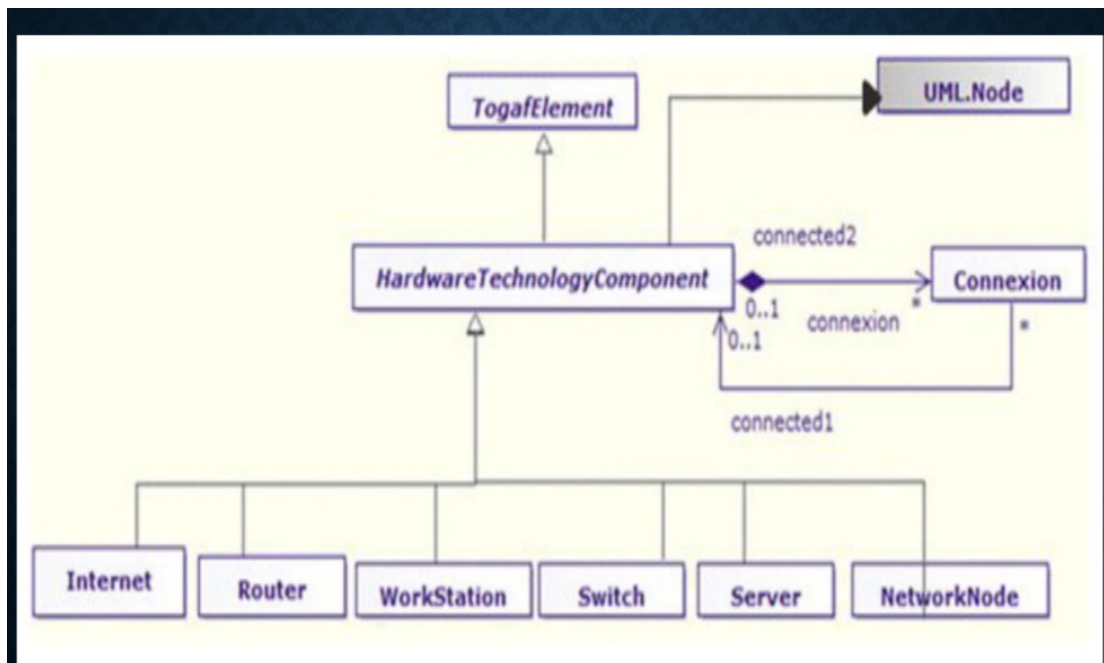 TogafElement
UML.Node
connected2
HardwareTechnologyComponent
Connexion
0..1
*
*
connexion
0..1
connected1
Internet
Router
WorkStation
Switch
Server
NetworkNode